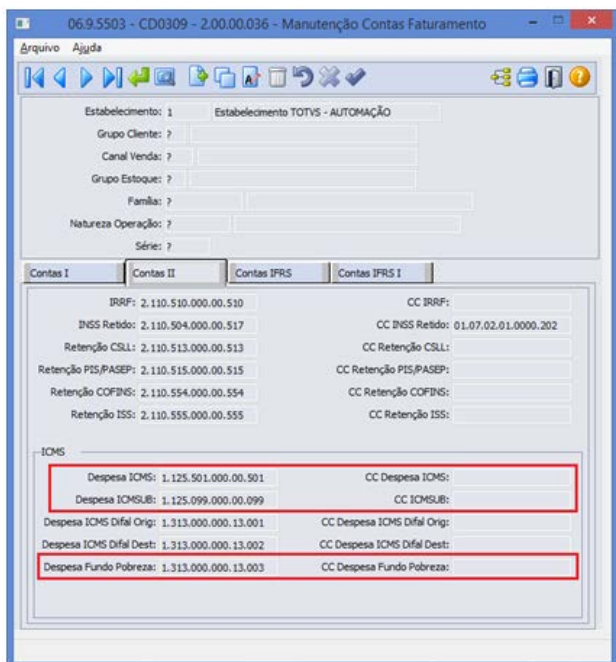 06.9.5503 - CD0309 - 2.00.00.036 - Manutenção Contas Faturamento
Arquivo Ajuda
Estabelecimento: 1 Estabelecimento TOTVS - AUTOMAÇÃO
Grupo Cliente: ?
Canal Venda: ?
Grupo Estoque: ?
Família: ?
Natureza Operação: ?
Série: ?
Contas I Contas II Contas IFRS Contas IFRS I
IRRF: 2.110.510.000.00.510 CC IRRF:
INSS Retido: 2.110.504.000.00.517 CC INSS Retido: 01.07.02.01.0000.202
Retenção CSLL: 2.110.513.000.00.513 CC Retenção CSLL:
Retenção PIS/PASEP: 2.110.515.000.00.515 CC Retenção PIS/PASEP:
Retenção COFINS: 2.110.554.000.00.554 CC Retenção COFINS:
Retenção ISS: 2.110.555.000.00.555 CC Retenção ISS:
ICMS
Despesa ICMS: 1.125.501.000.00.501 CC Despesa ICMS:
Despesa ICMSUB: 1.125.099.000.00.099 CC ICMSUB:
Despesa ICMS Difal Orig: 1.313.000.000.13.001 CC Despesa ICMS Difal Orig:
Despesa ICMS Difal Dest: 1.313.000.000.13.002 CC Despesa ICMS Difal Dest:
Despesa Fundo Pobreza: 1.313.000.000.13.003 CC Despesa Fundo Pobreza: